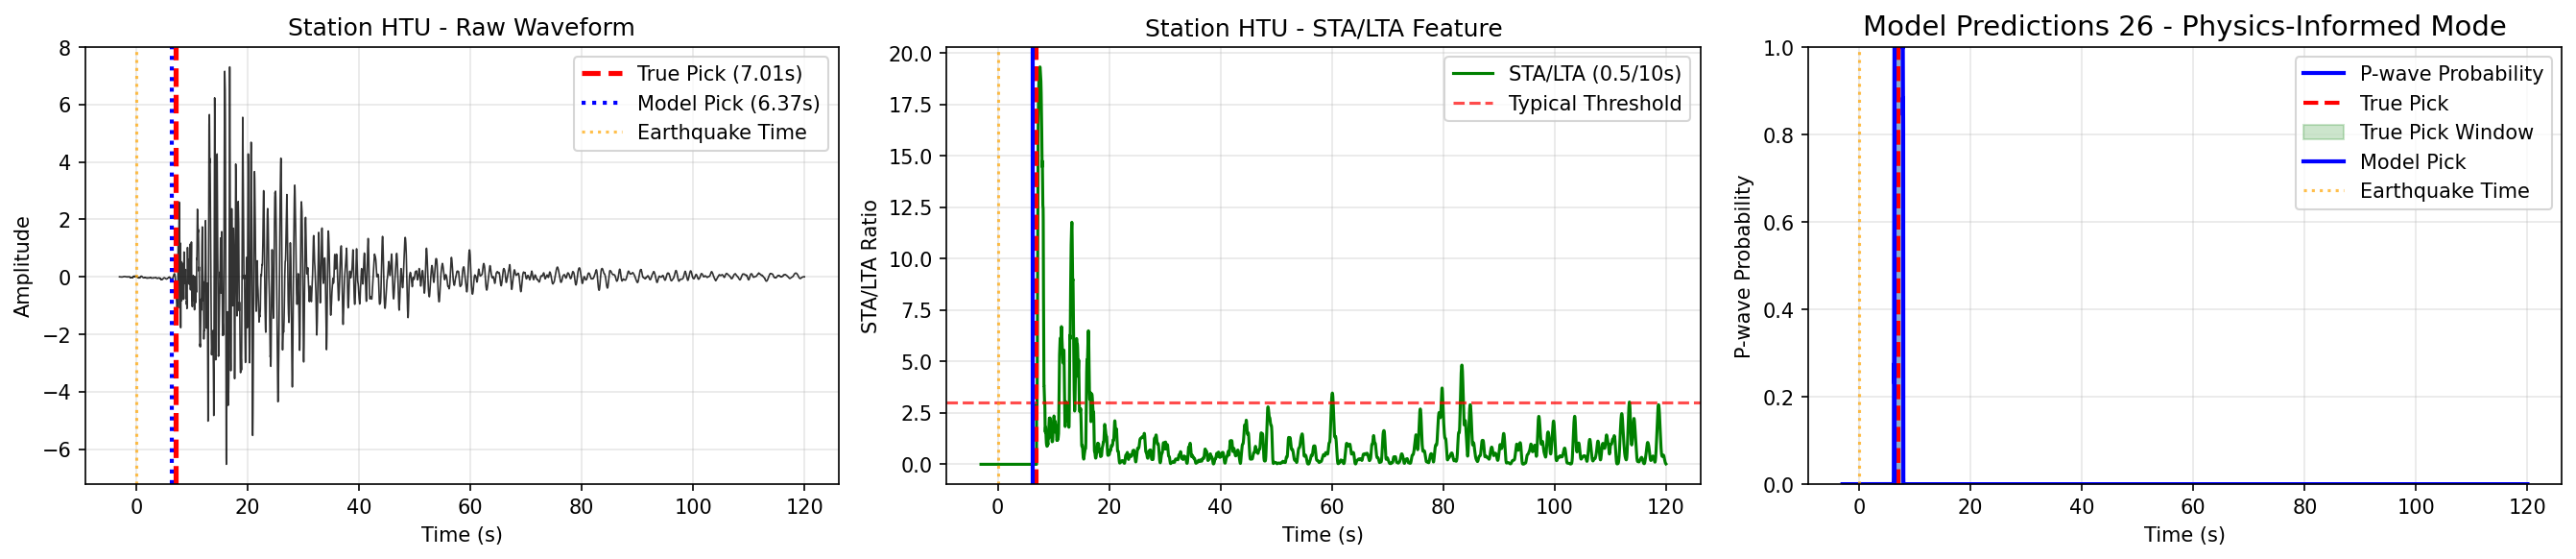 Station HTU - Raw Waveform
Amplitude
8
6
4
2
0
−2
−4
−6
True Pick (7.01s)
Model Pick (6.37s)
Earthquake Time
0 20 40 60 80 100 120
Time (s)
Station HTU - STA/LTA Feature
STA/LTA Ratio
20.0
17.5
15.0
12.5
10.0
7.5
5.0
2.5
0.0
STA/LTA (0.5/10s)
Typical Threshold
0 20 40 60 80 100 120
Time (s)
Model Predictions 26 - Physics-Informed Mode
P-wave Probability
1.0
0.8
0.6
0.4
0.2
0.0
P-wave Probability
True Pick
True Pick Window
Model Pick
Earthquake Time
0 20 40 60 80 100 120
Time (s)